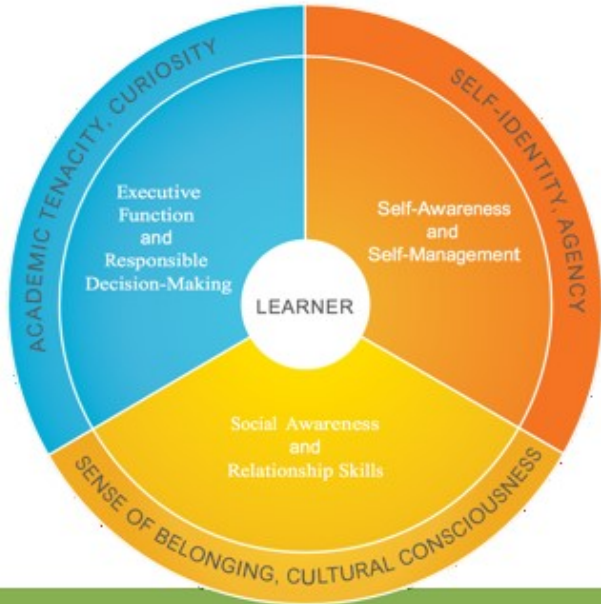 ACADEMIC TENACITY, CURIOSITY
SELF-IDENTITY, AGENCY
Executive
Function
and
Responsible
Decision-Making
Self-Awareness
and
Self-Management
LEARNER
Social Awareness
and
Relationship Skills
SENSE OF BELONGING, CULTURAL CONSCIOUSNESS